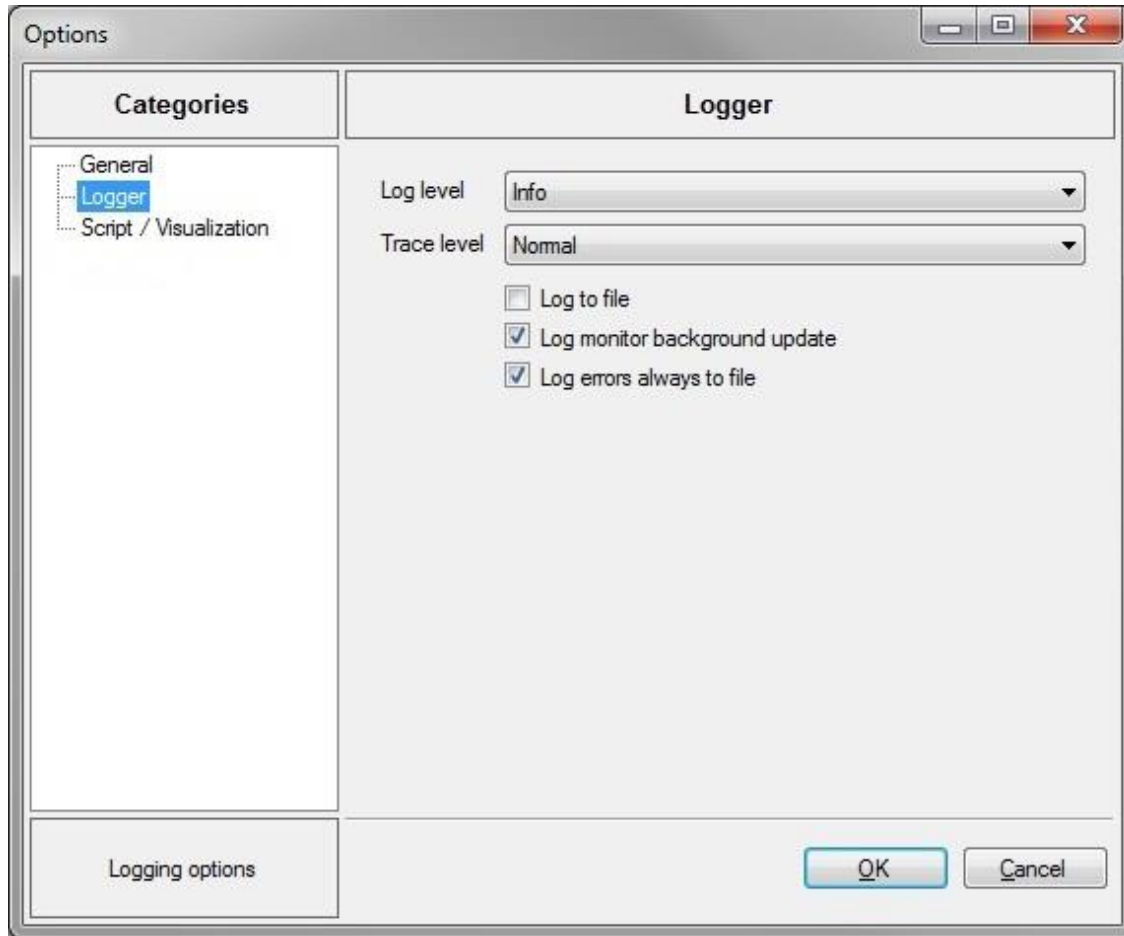 Options
Categories
General
Logger
Script / Visualization
Logging options
Logger
Log level Info
Trace level Normal
Log to file
Log monitor background update
Log errors always to file
OK Cancel